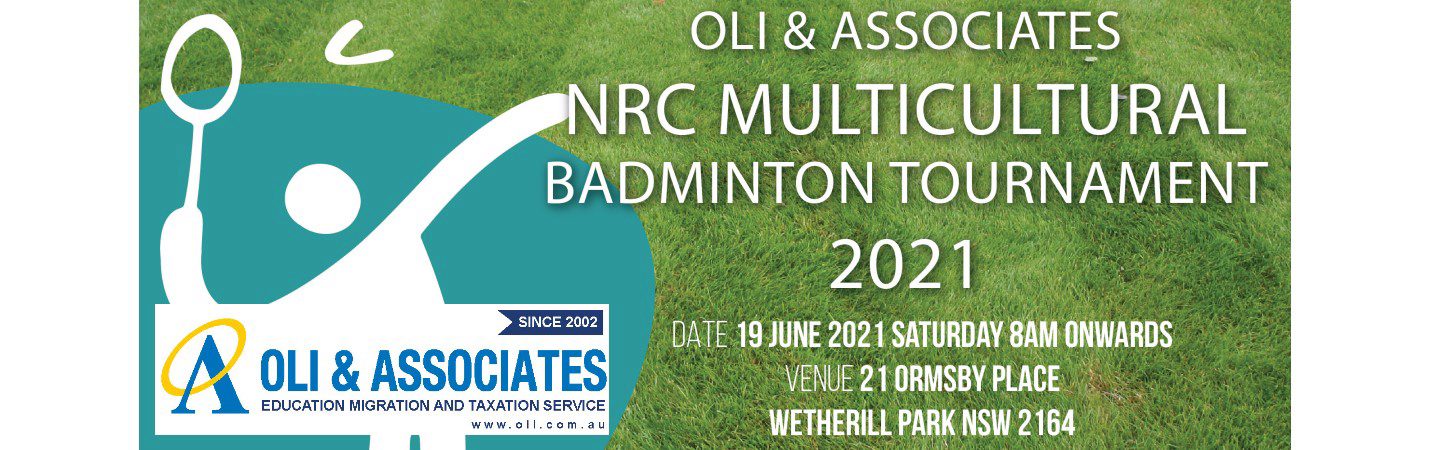 OLI & ASSOCIATES
NRC MULTICULTURAL
BADMINTON TOURNAMENT
2021
DATE 19 JUNE 2021 SATURDAY 8AM ONWARDS
VENUE 21 ORMSBY PLACE
WETHERILL PARK NSW 2164
SINCE 2002
OLI & ASSOCIATES
EDUCATION MIGRATION AND TAXATION SERVICE
www.oli.com.au